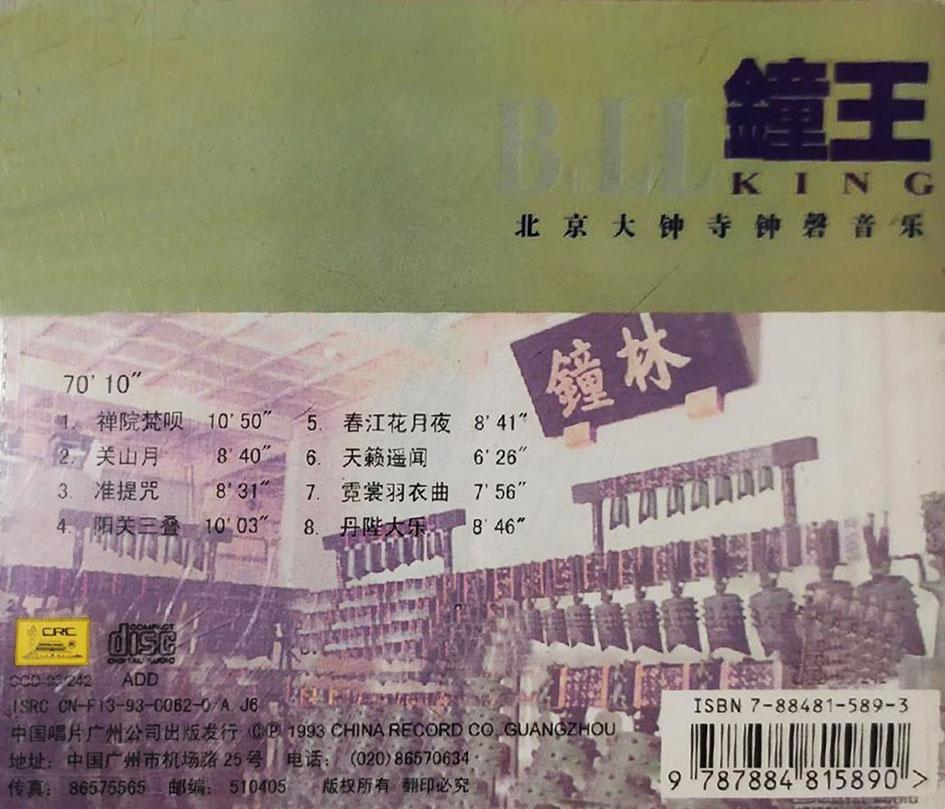 鐘王
B.LL
KING
北京大钟寺钟磬音乐
鐘林
70'10"
1. 禅院梵呗 10'50"
2. 关山月 8'40"
3. 准提咒 8'31"
4. 阳关三叠 10'03"
5. 春江花月夜 8'41"
6. 天籁遥闻 6'26"
7. 霓裳羽衣曲 7'56"
8. 丹陛大乐 8'46"
CRC
COMPACT
disc
DIGITAL AUDIO
CCD-93/242 ADD
ISRC CN-F13-93-0062-0/A.J6
中国唱片广州公司出版发行 ©℗ 1993 CHINA RECORD CO. GUANGZHOU
地址: 中国广州市机场路25号 电话: (020)86570634
传真: 86575565 邮编: 510405 版权所有 翻印必究
ISBN 7-88481-589-3
9 787884 815890 >